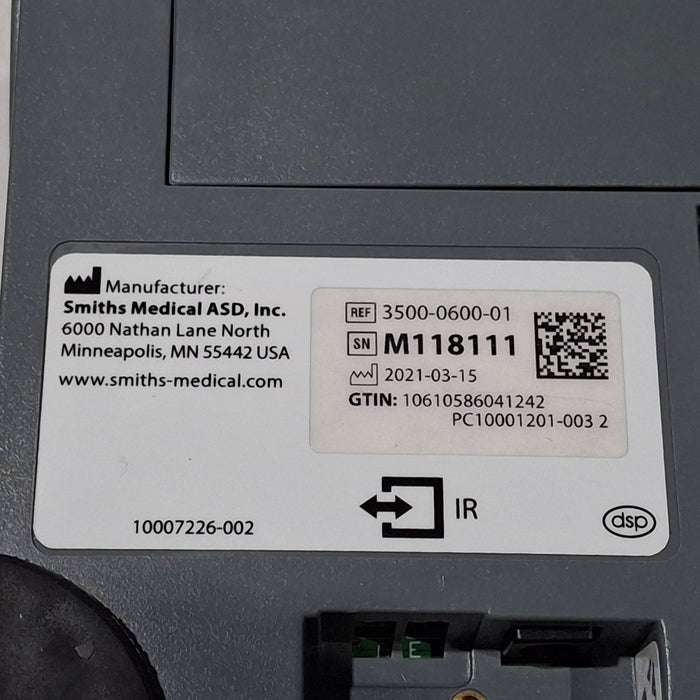 Manufacturer:
Smiths Medical ASD, Inc.
6000 Nathan Lane North
Minneapolis, MN 55442 USA
www.smiths-medical.com
10007226-002
REF 3500-0600-01
SN M118111
2021-03-15
GTIN: 10610586041242
PC10001201-003 2
IR
dsp
E